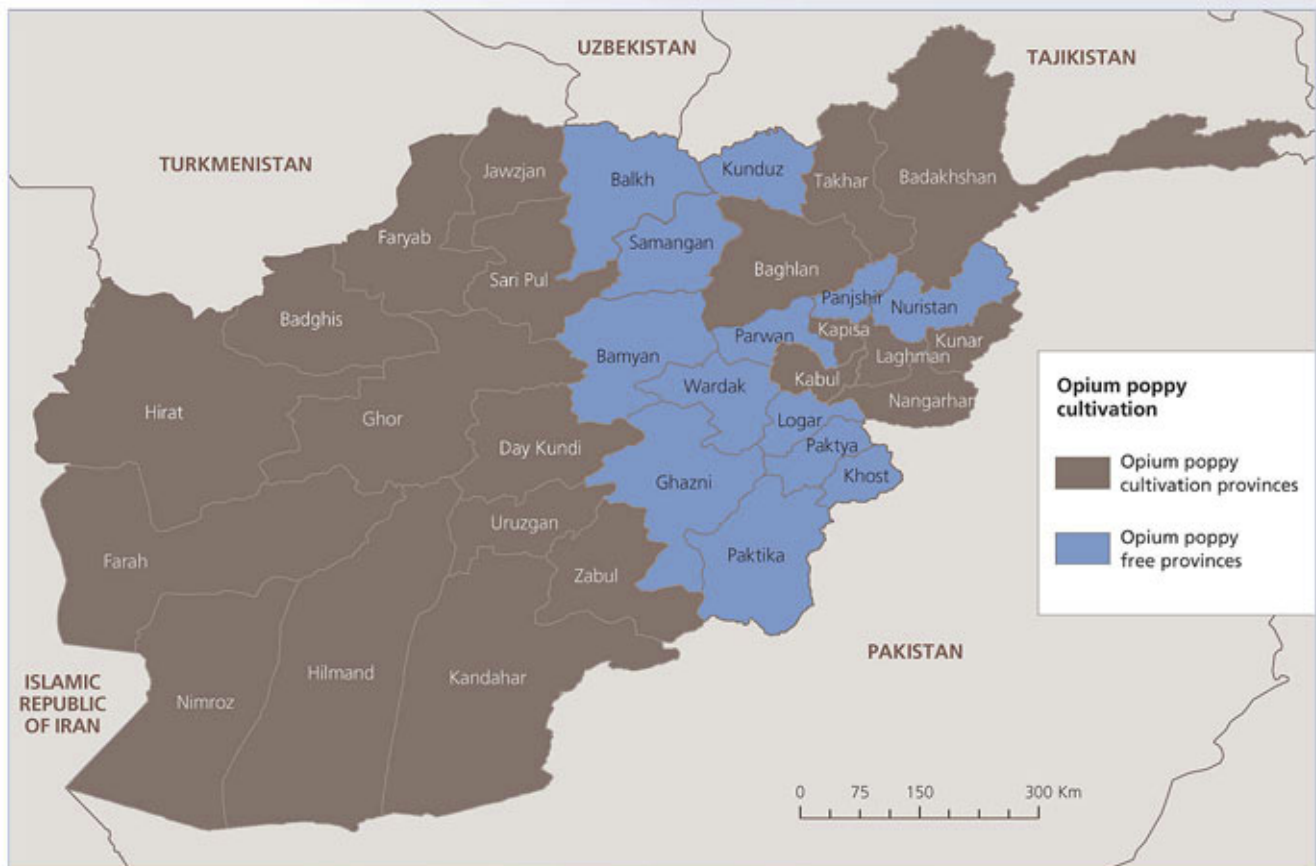 UZBEKISTAN
TAJIKISTAN
TURKMENISTAN
Jawzjan
Balkh
Kunduz
Takhar
Badakhshan
Faryab
Samangan
Sari Pul
Baghlan
Badghis
Panjshir
Nuristan
Bamyan
Parwan
Kapisa
Kunar
Laghman
Wardak
Kabul
Nangarhar
Hirat
Ghor
Logar
Day Kundi
Paktya
Ghazni
Khost
Uruzgan
Farah
Zabul
Paktika
Hilmand
Kandahar
Nimroz
PAKISTAN
ISLAMIC
REPUBLIC
OF IRAN
Opium poppy
cultivation
Opium poppy
cultivation provinces
Opium poppy
free provinces
0 75 150 300 Km